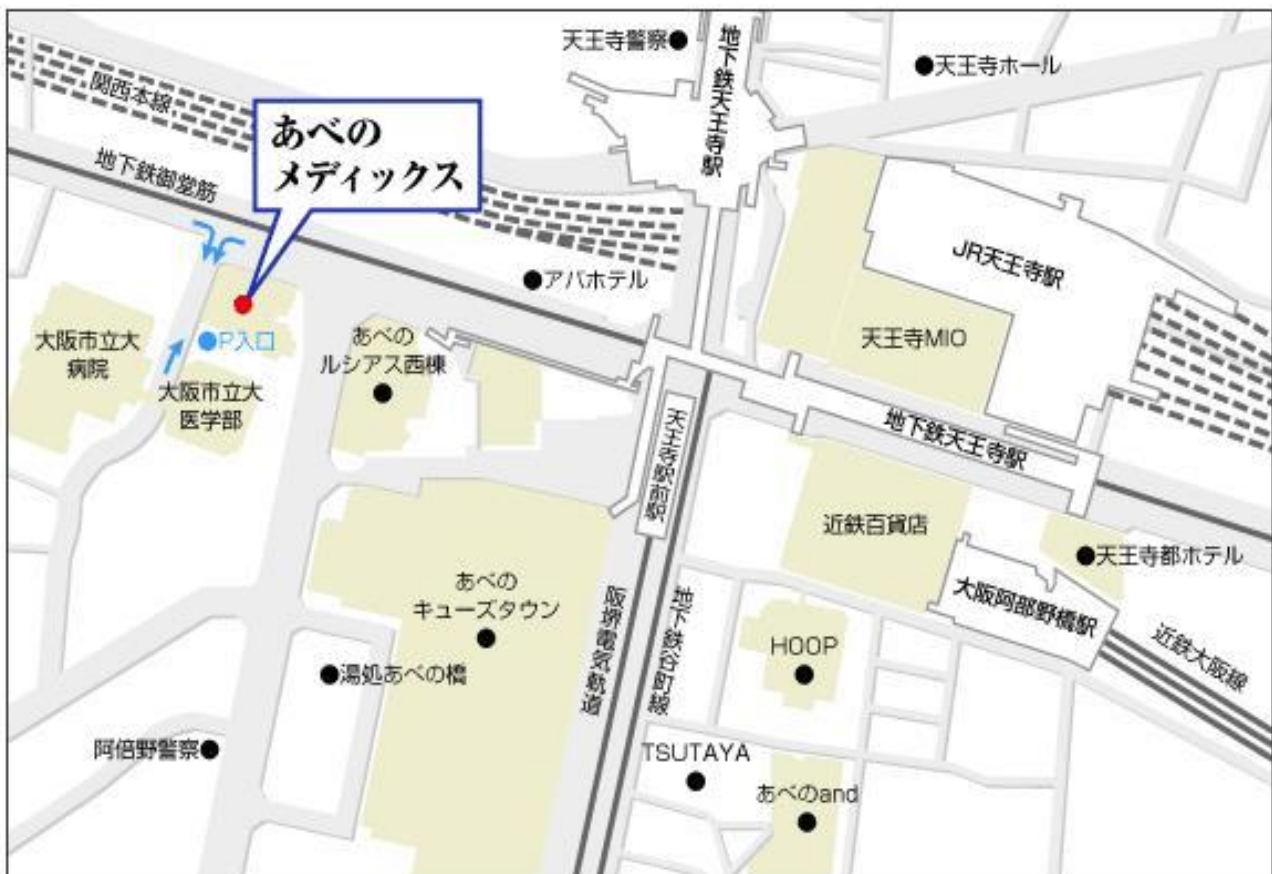 天王寺警察
地下鉄天王寺駅
天王寺ホール
関西本線
あべの
メディックス
地下鉄御堂筋
アパホテル
JR天王寺駅
天王寺MIO
大阪市立大
病院
P入口
大阪市立大
医学部
あべの
ルシアス西棟
天王寺駅前駅
地下鉄天王寺駅
近鉄百貨店
天王寺都ホテル
大阪阿部野橋駅
近鉄大阪線
あべの
キューズタウン
阪堺電気軌道
地下鉄谷町線
HOOP
湯処あべの橋
阿倍野警察
TSUTAYA
あべのand